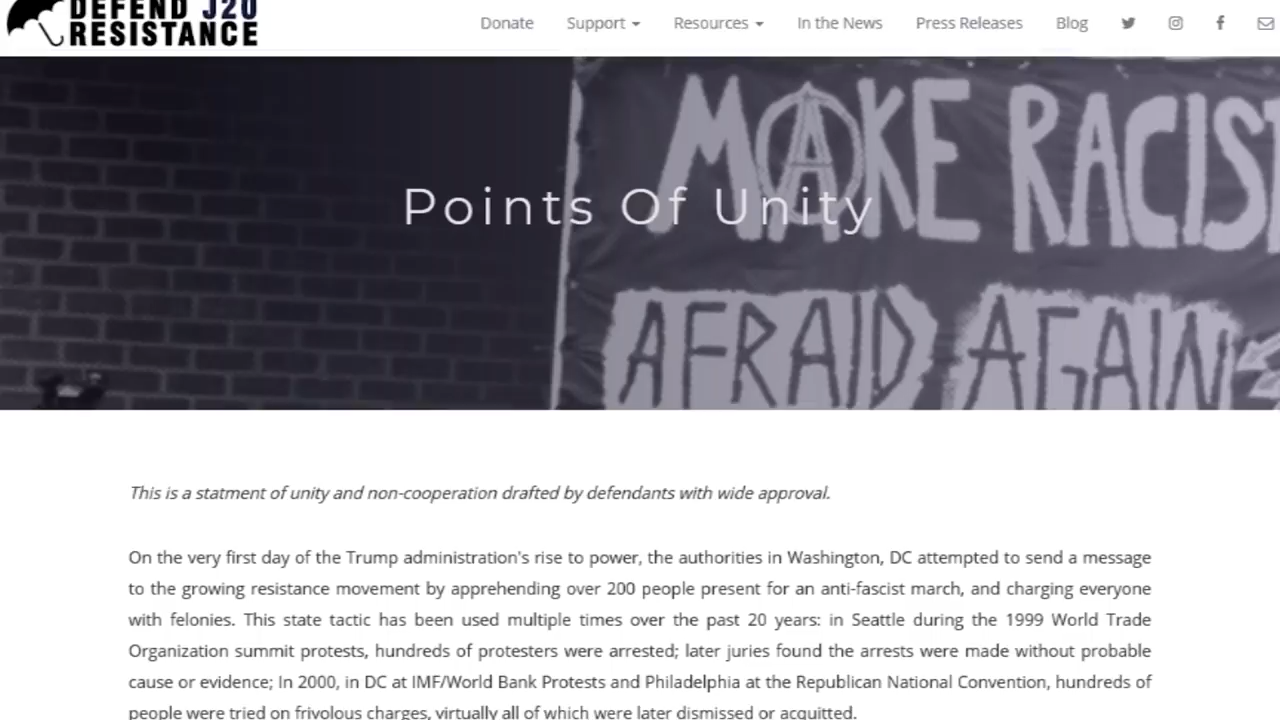 DEFEND J20
RESISTANCE
Donate Support Resources In the News Press Releases Blog
MAKE RACIST
Points Of Unity
AFRAID AGAIN
This is a statment of unity and non-cooperation drafted by defendants with wide approval.
On the very first day of the Trump administration's rise to power, the authorities in Washington, DC attempted to send a message
to the growing resistance movement by apprehending over 200 people present for an anti-fascist march, and charging everyone
with felonies. This state tactic has been used multiple times over the past 20 years: in Seattle during the 1999 World Trade
Organization summit protests, hundreds of protesters were arrested; later juries found the arrests were made without probable
cause or evidence; In 2000, in DC at IMF/World Bank Protests and Philadelphia at the Republican National Convention, hundreds of
people were tried on frivolous charges, virtually all of which were later dismissed or acquitted.